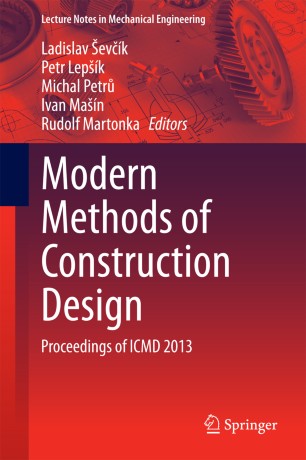 Lecture Notes in Mechanical Engineering
Ladislav Ševčík
Petr Lepšík
Michal Petrů
Ivan Mašín
Rudolf Martonka Editors
Modern
Methods of
Construction
Design
Proceedings of ICMD 2013
Springer